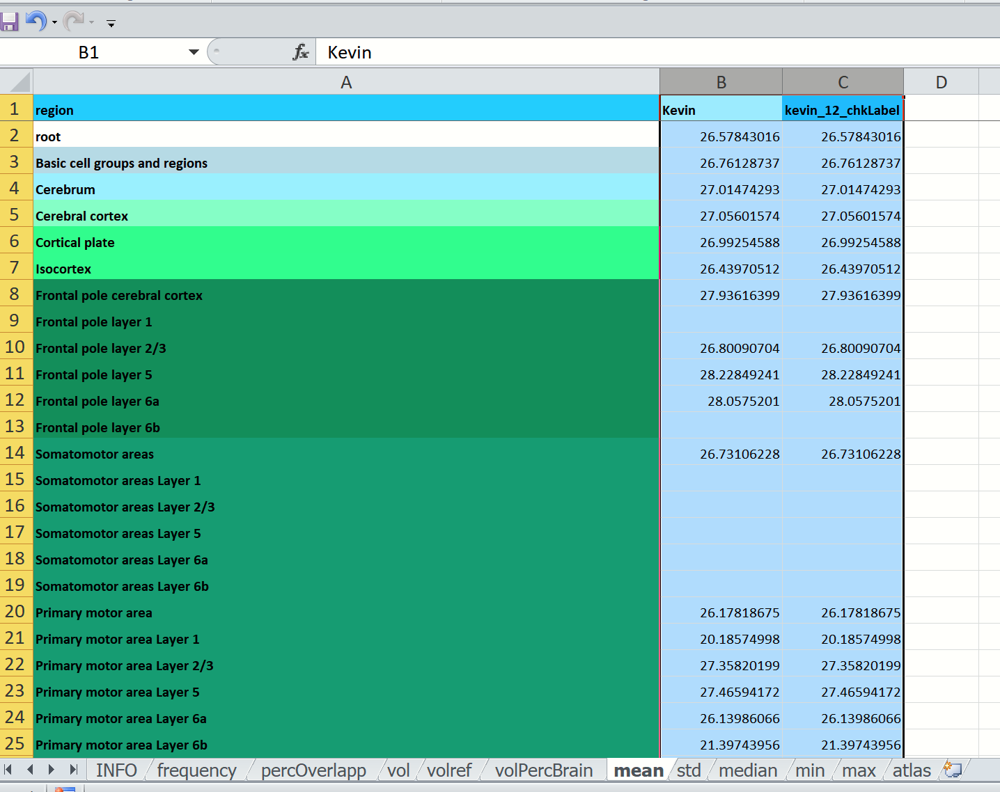 B1 fx Kevin
A B C D
1 region Kevin kevin_12_chkLabel
2 root 26.57843016 26.57843016
3 Basic cell groups and regions 26.76128737 26.76128737
4 Cerebrum 27.01474293 27.01474293
5 Cerebral cortex 27.05601574 27.05601574
6 Cortical plate 26.99254588 26.99254588
7 Isocortex 26.43970512 26.43970512
8 Frontal pole cerebral cortex 27.93616399 27.93616399
9 Frontal pole layer 1
10 Frontal pole layer 2/3 26.80090704 26.80090704
11 Frontal pole layer 5 28.22849241 28.22849241
12 Frontal pole layer 6a 28.0575201 28.0575201
13 Frontal pole layer 6b
14 Somatomotor areas 26.73106228 26.73106228
15 Somatomotor areas Layer 1
16 Somatomotor areas Layer 2/3
17 Somatomotor areas Layer 5
18 Somatomotor areas Layer 6a
19 Somatomotor areas Layer 6b
20 Primary motor area 26.17818675 26.17818675
21 Primary motor area Layer 1 20.18574998 20.18574998
22 Primary motor area Layer 2/3 27.35820199 27.35820199
23 Primary motor area Layer 5 27.46594172 27.46594172
24 Primary motor area Layer 6a 26.13986066 26.13986066
25 Primary motor area Layer 6b 21.39743956 21.39743956
INFO frequency percOverlapp vol volref volPercBrain mean std median min max atlas